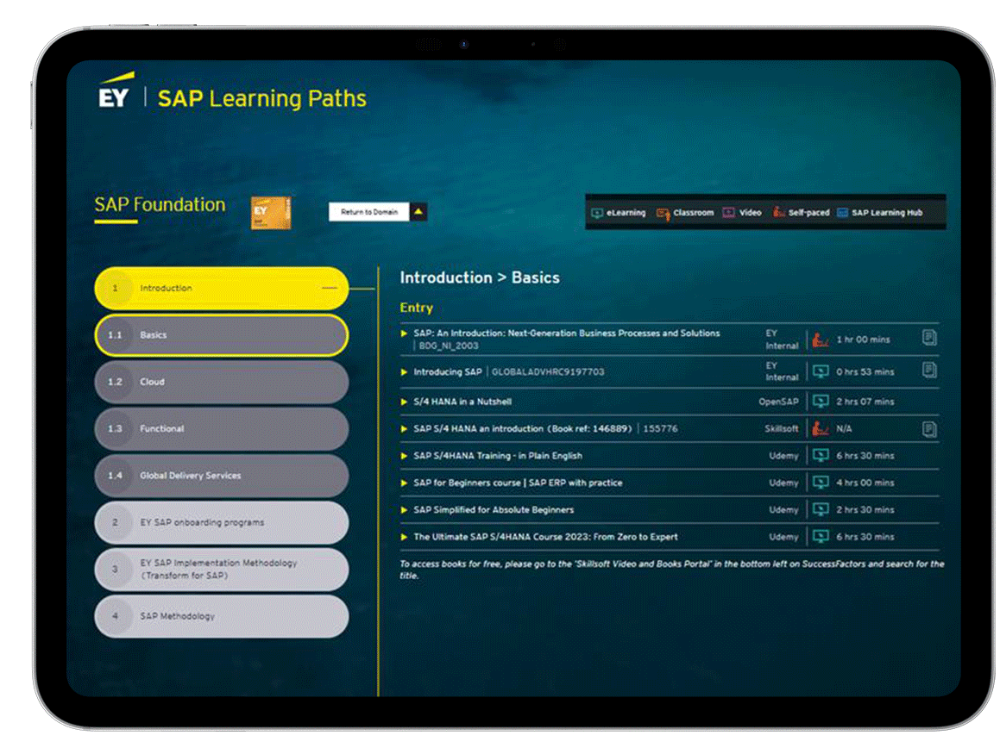 EY | SAP Learning Paths
SAP Foundation
EY
Return to Domain
eLearning Classroom Video Self-paced SAP Learning Hub
1 Introduction
1.1 Basics
1.2 Cloud
1.3 Functional
1.4 Global Delivery Services
2 EY SAP onboarding programs
3 EY SAP Implementation Methodology
(Transform for SAP)
4 SAP Methodology
Introduction > Basics
Entry
SAP: An Introduction: Next-Generation Business Processes and Solutions
| BDG_NI_2003
EY
Internal
1 hr 00 mins
Introducing SAP | GLOBALADVHRC9197703
EY
Internal
0 hrs 53 mins
S/4 HANA in a Nutshell OpenSAP 2 hrs 07 mins
SAP S/4 HANA an introduction (Book ref: 146889) | 155776 Skillsoft N/A
SAP S/4HANA Training - in Plain English Udemy 6 hrs 30 mins
SAP for Beginners course | SAP ERP with practice Udemy 4 hrs 00 mins
SAP Simplified for Absolute Beginners Udemy 2 hrs 30 mins
The Ultimate SAP S/4HANA Course 2023: From Zero to Expert Udemy 6 hrs 30 mins
To access books for free, please go to the 'Skillsoft Video and Books Portal' in the bottom left on SuccessFactors and search for the
title.